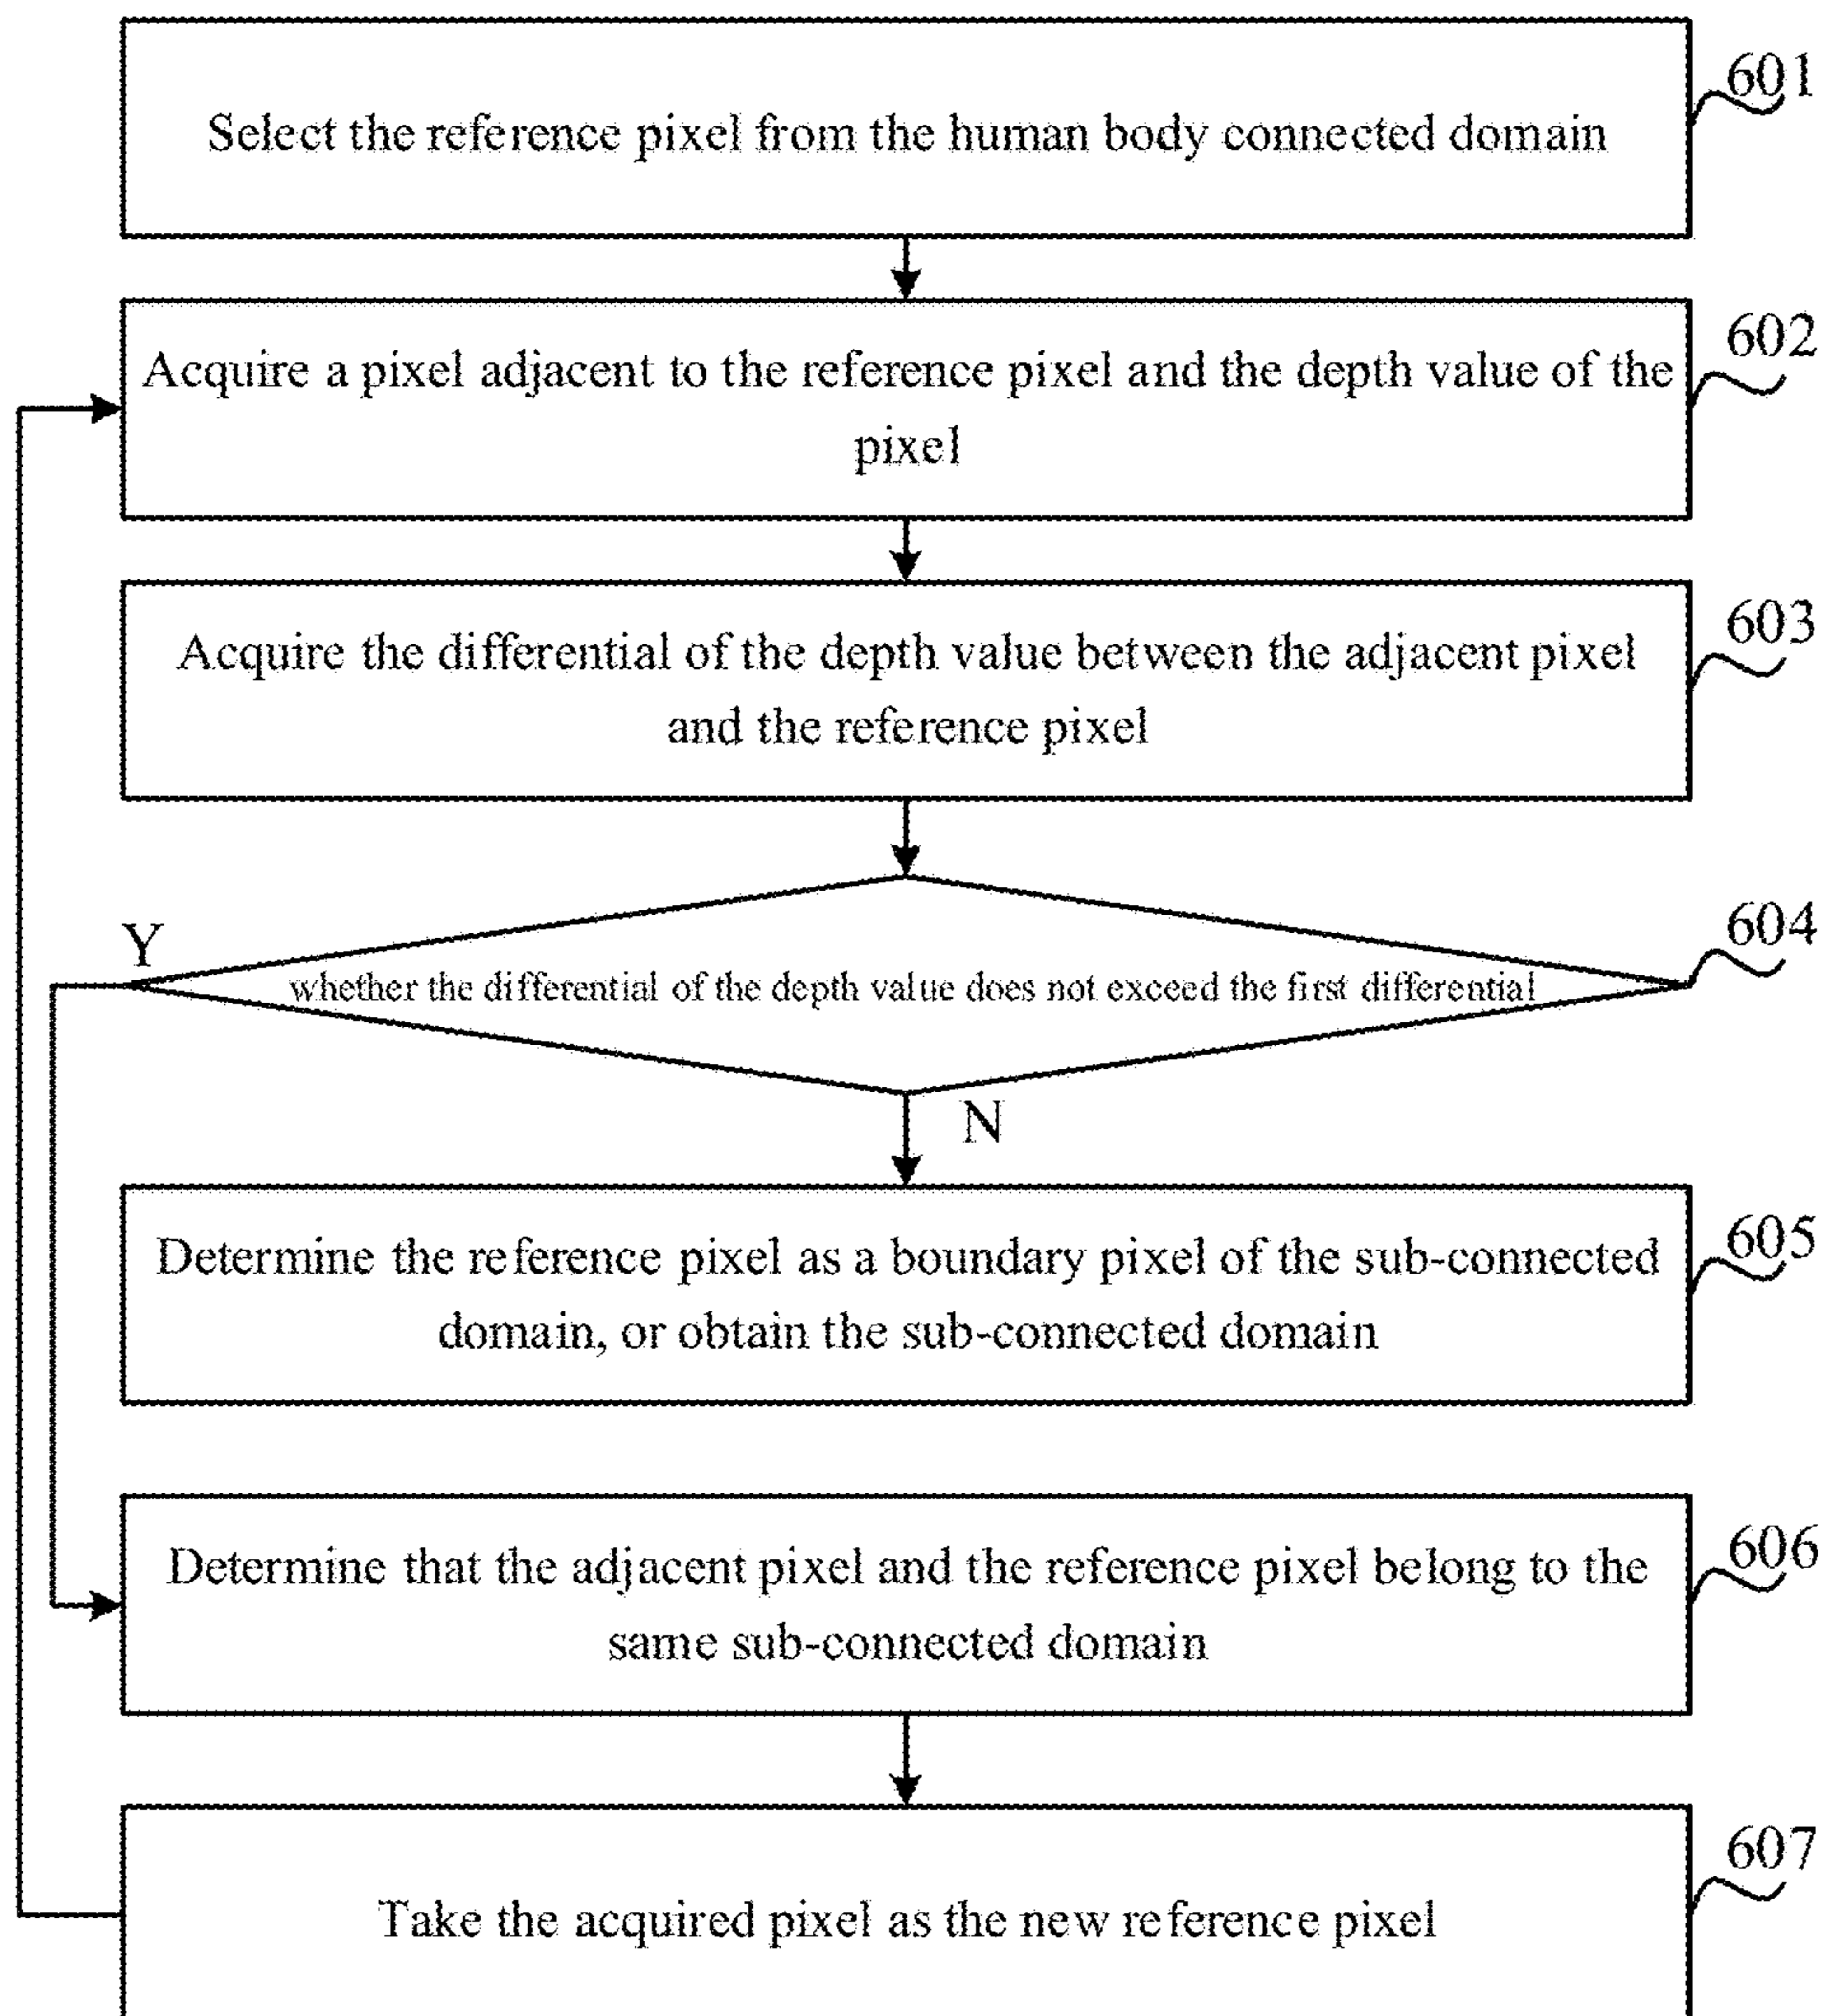 601
Select the reference pixel from the human body connected domain
602
Acquire a pixel adjacent to the reference pixel and the depth value of the
pixel
603
Acquire the differential of the depth value between the adjacent pixel
and the reference pixel
604
Y
whether the differential of the depth value does not exceed the first differential
N
605
Determine the reference pixel as a boundary pixel of the sub-connected
domain, or obtain the sub-connected domain
606
Determine that the adjacent pixel and the reference pixel belong to the
same sub-connected domain
607
Take the acquired pixel as the new reference pixel